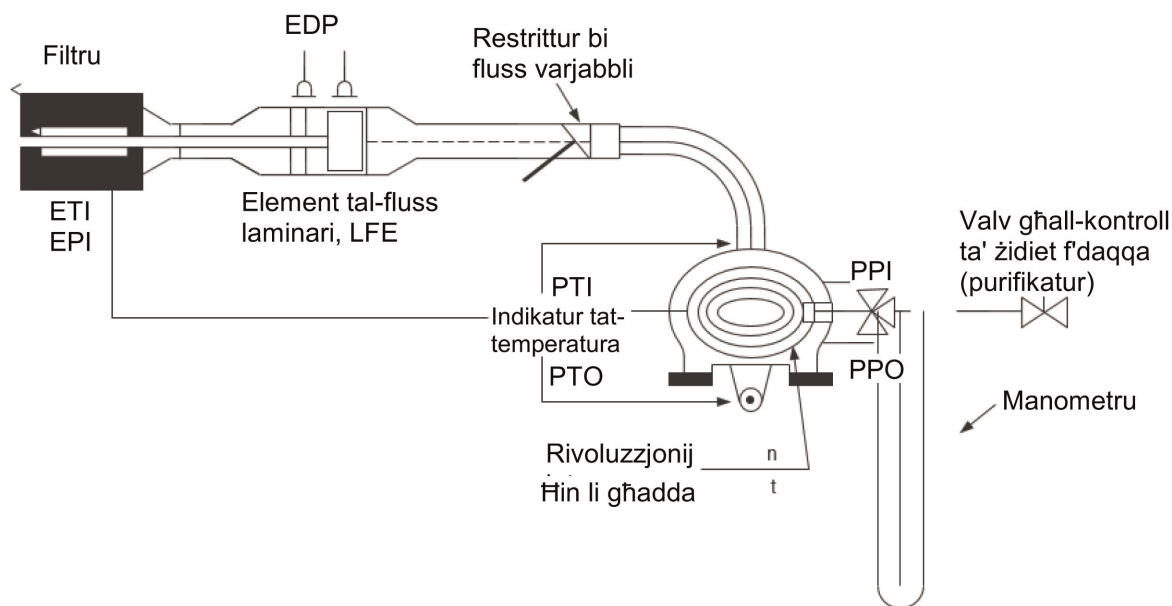 EDP
Filtru
Restrittur bi
fluss varjabbli
ETI
EPI
Element tal-fluss
laminari, LFE
Valv għall-kontroll
ta' żidiet f'daqqa
(purifikatur)
PTI
PPI
Indikatur tat-
temperatura
PTO
PPO
Manometru
Rivoluzzjonij
n
Ħin li għadda
t